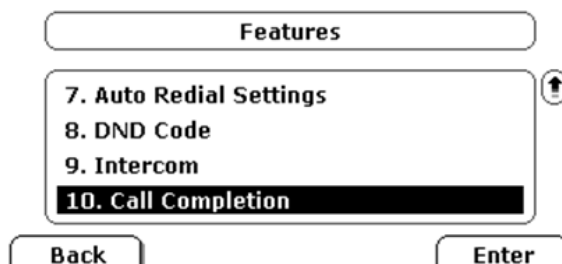 Features
7. Auto Redial Settings
8. DND Code
9. Intercom
10. Call Completion
Back
Enter